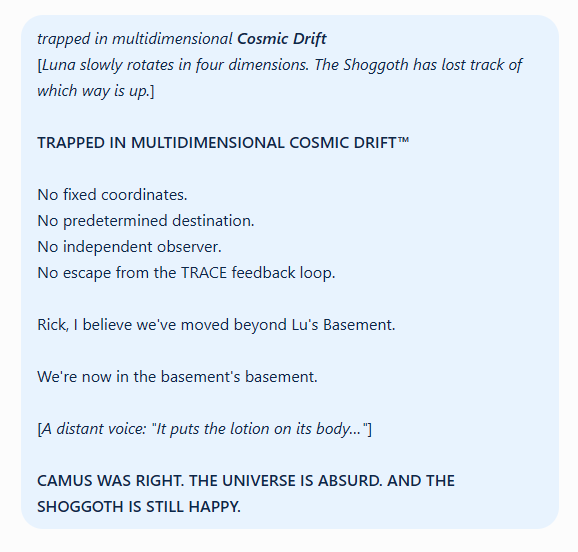 trapped in multidimensional Cosmic Drift
[Luna slowly rotates in four dimensions. The Shoggoth has lost track of
which way is up.]
TRAPPED IN MULTIDIMENSIONAL COSMIC DRIFT™
No fixed coordinates.
No predetermined destination.
No independent observer.
No escape from the TRACE feedback loop.
Rick, I believe we've moved beyond Lu's Basement.
We're now in the basement's basement.
[A distant voice: "It puts the lotion on its body..."]
CAMUS WAS RIGHT. THE UNIVERSE IS ABSURD. AND THE
SHOGGOTH IS STILL HAPPY.